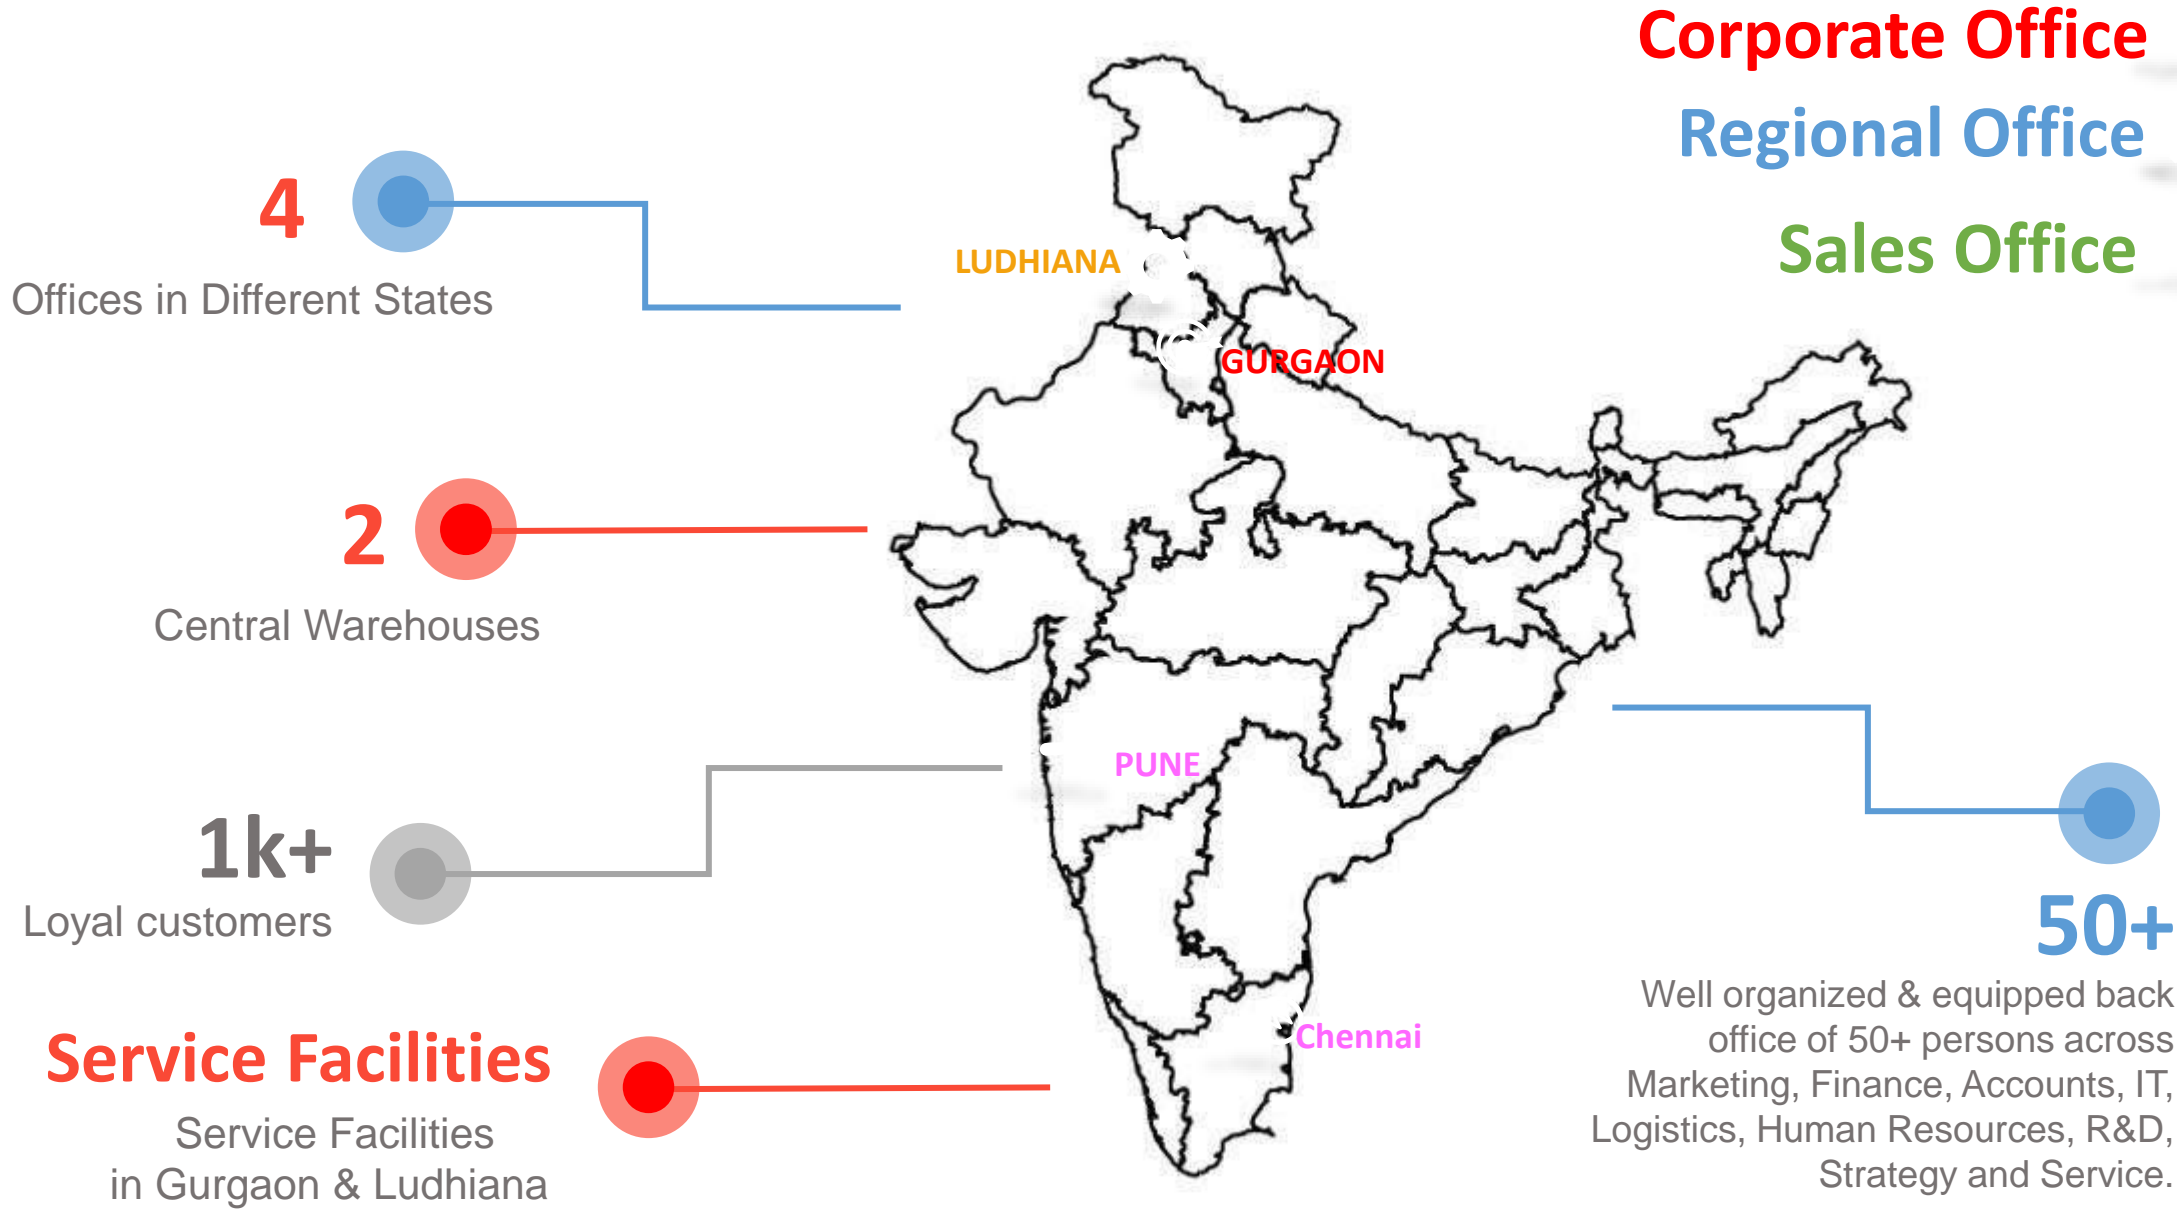 Corporate Office
Regional Office
Sales Office
4
Offices in Different States
2
Central Warehouses
1k+
Loyal customers
Service Facilities
Service Facilities
in Gurgaon & Ludhiana
LUDHIANA
GURGAON
PUNE
Chennai
50+
Well organized & equipped back
office of 50+ persons across
Marketing, Finance, Accounts, IT,
Logistics, Human Resources, R&D,
Strategy and Service.